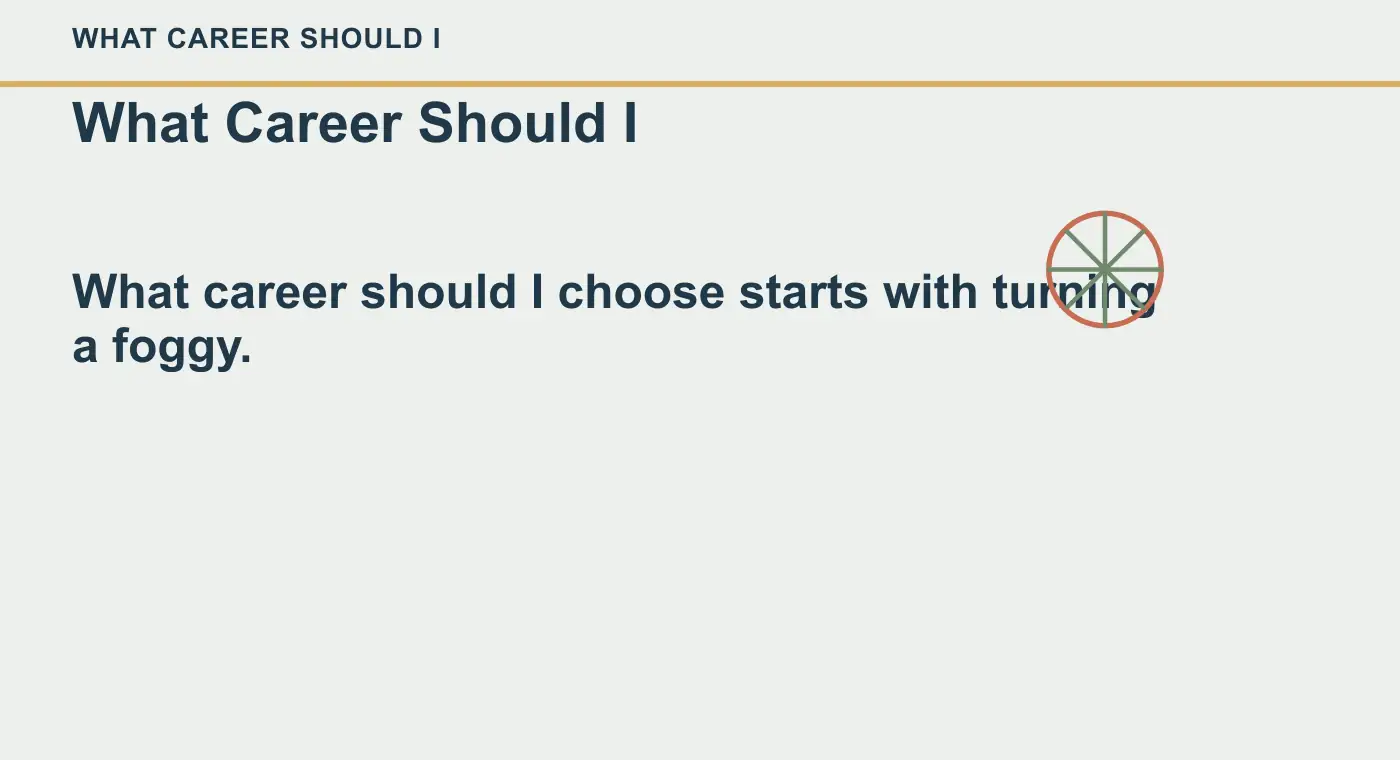 WHAT CAREER SHOULD I
What Career Should I
What career should I choose starts with turning
a foggy.